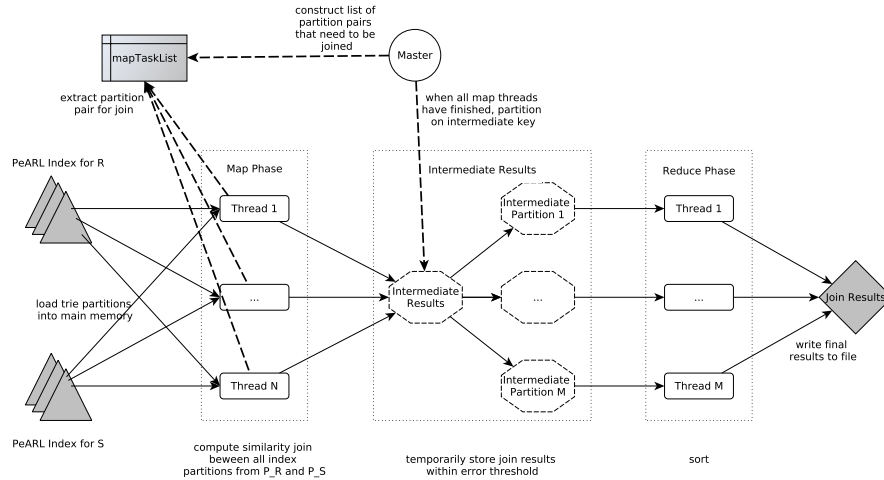 construct list of
partition pairs
that need to be
joined
Master
mapTaskList
extract partition
pair for join
when all map threads
have finished, partition
on intermediate key
PeARL Index for R
Map Phase
Intermediate Results
Reduce Phase
Thread 1
Intermediate
Partition 1
Thread 1
load trie partitions
into main memory
...
Intermediate
Results
...
...
Join Results
write final
results to file
Thread N
Intermediate
Partition M
Thread M
PeARL Index for S
compute similarity join
beween all index
partitions from P_R and P_S
temporarily store join results
within error threshold
sort